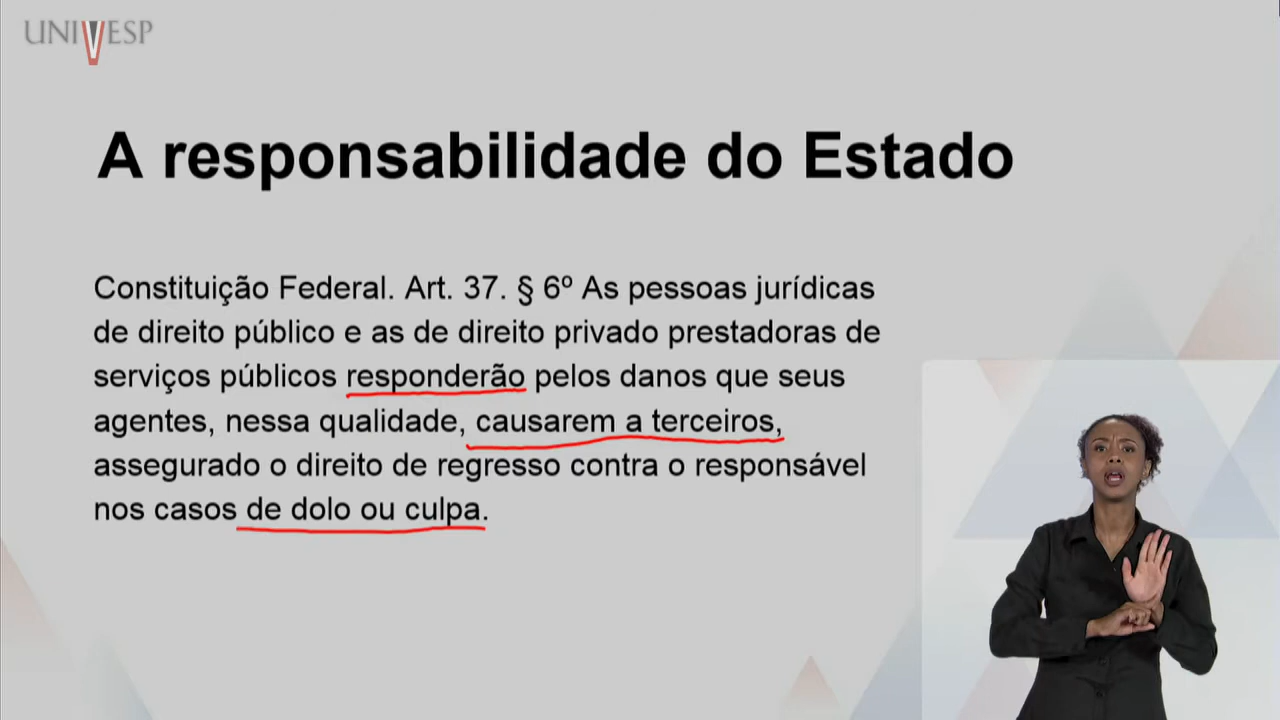 UNIVESP
A responsabilidade do Estado
Constituição Federal. Art. 37. § 6º As pessoas jurídicas
de direito público e as de direito privado prestadoras de
serviços públicos responderão pelos danos que seus
agentes, nessa qualidade, causarem a terceiros,
assegurado o direito de regresso contra o responsável
nos casos de dolo ou culpa.